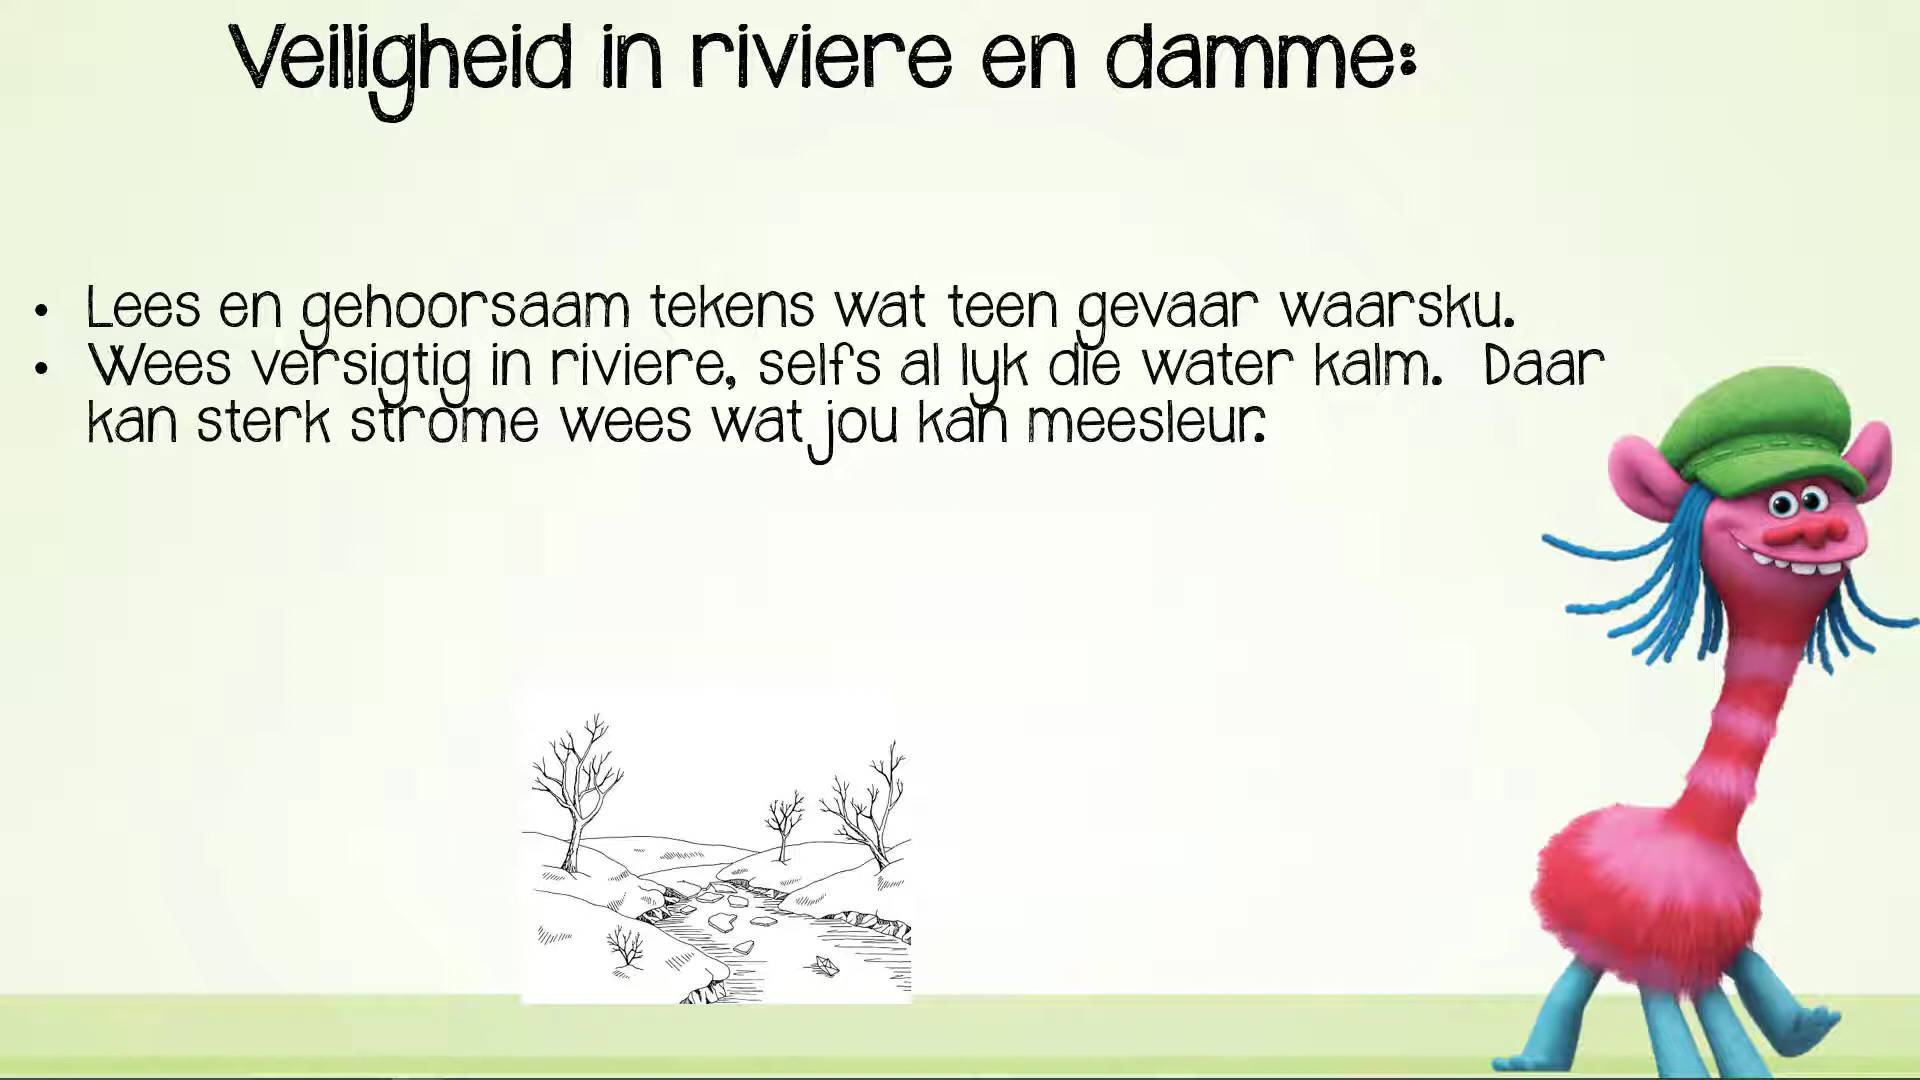 Veiligheid in riviere en damme:
• Lees en gehoorsaam tekens wat teen gevaar waarsku.
• Wees versigtig in riviere, selfs al lyk die water kalm. Daar
kan sterk strome wees wat jou kan meesleur.